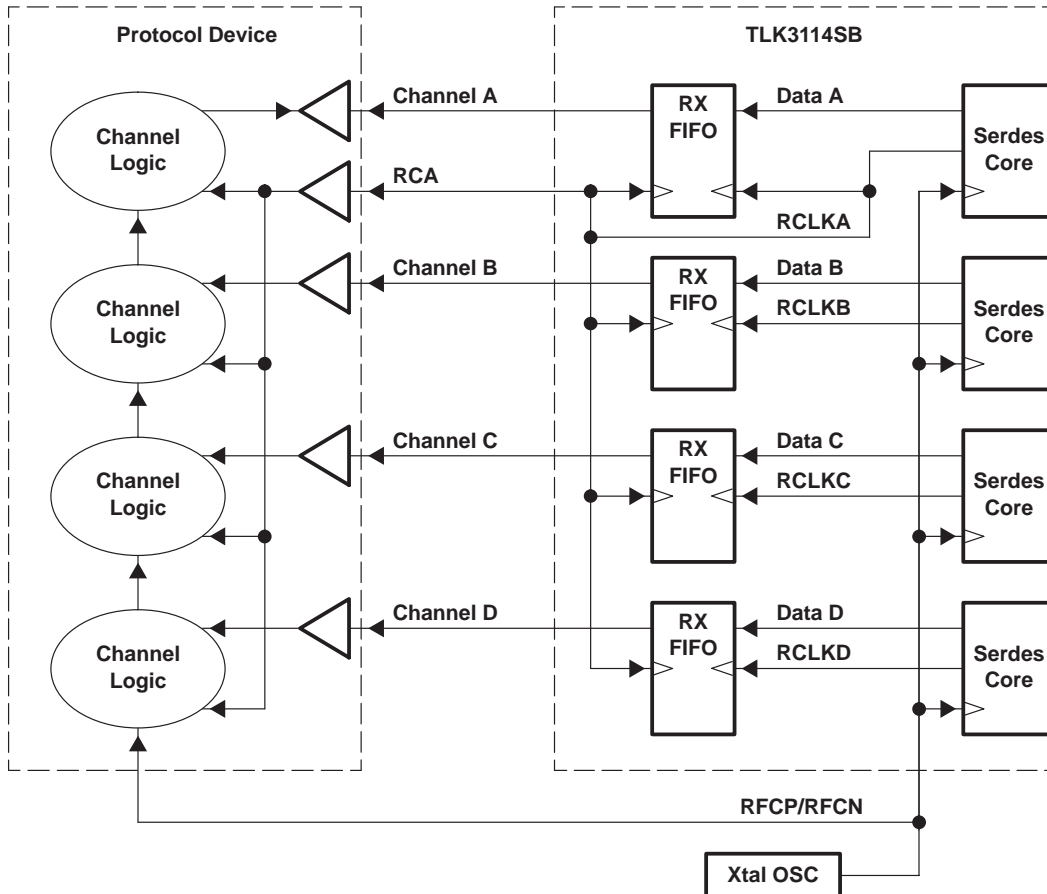 Protocol Device
TLK3114SB
Channel
Logic
Channel A
RX
FIFO
Data A
Serdes
Core
RCA
RCLKA
Channel
Logic
Channel B
RX
FIFO
Data B
RCLKB
Serdes
Core
Channel
Logic
Channel C
RX
FIFO
Data C
RCLKC
Serdes
Core
Channel
Logic
Channel D
RX
FIFO
Data D
RCLKD
Serdes
Core
RFCP/RFCN
Xtal OSC